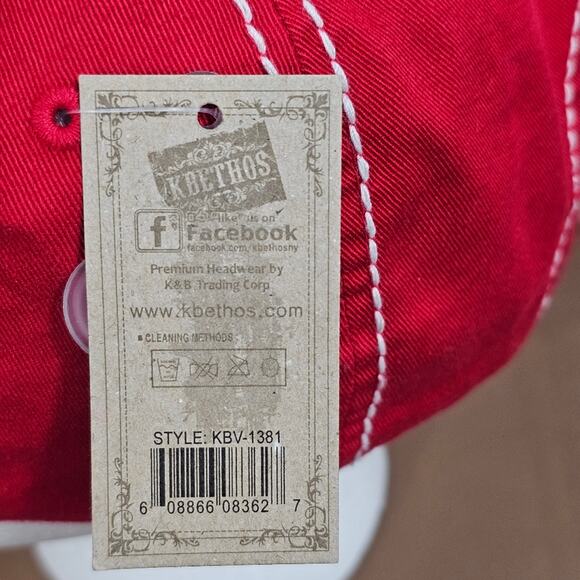 KBETHOS
"like" us on
f Facebook
facebook.com/kbethosny
Premium Headwear by
K&B Trading Corp
www.kbethos.com
CLEANING METHODS
STYLE: KBV-1381
6 08866 08362 7